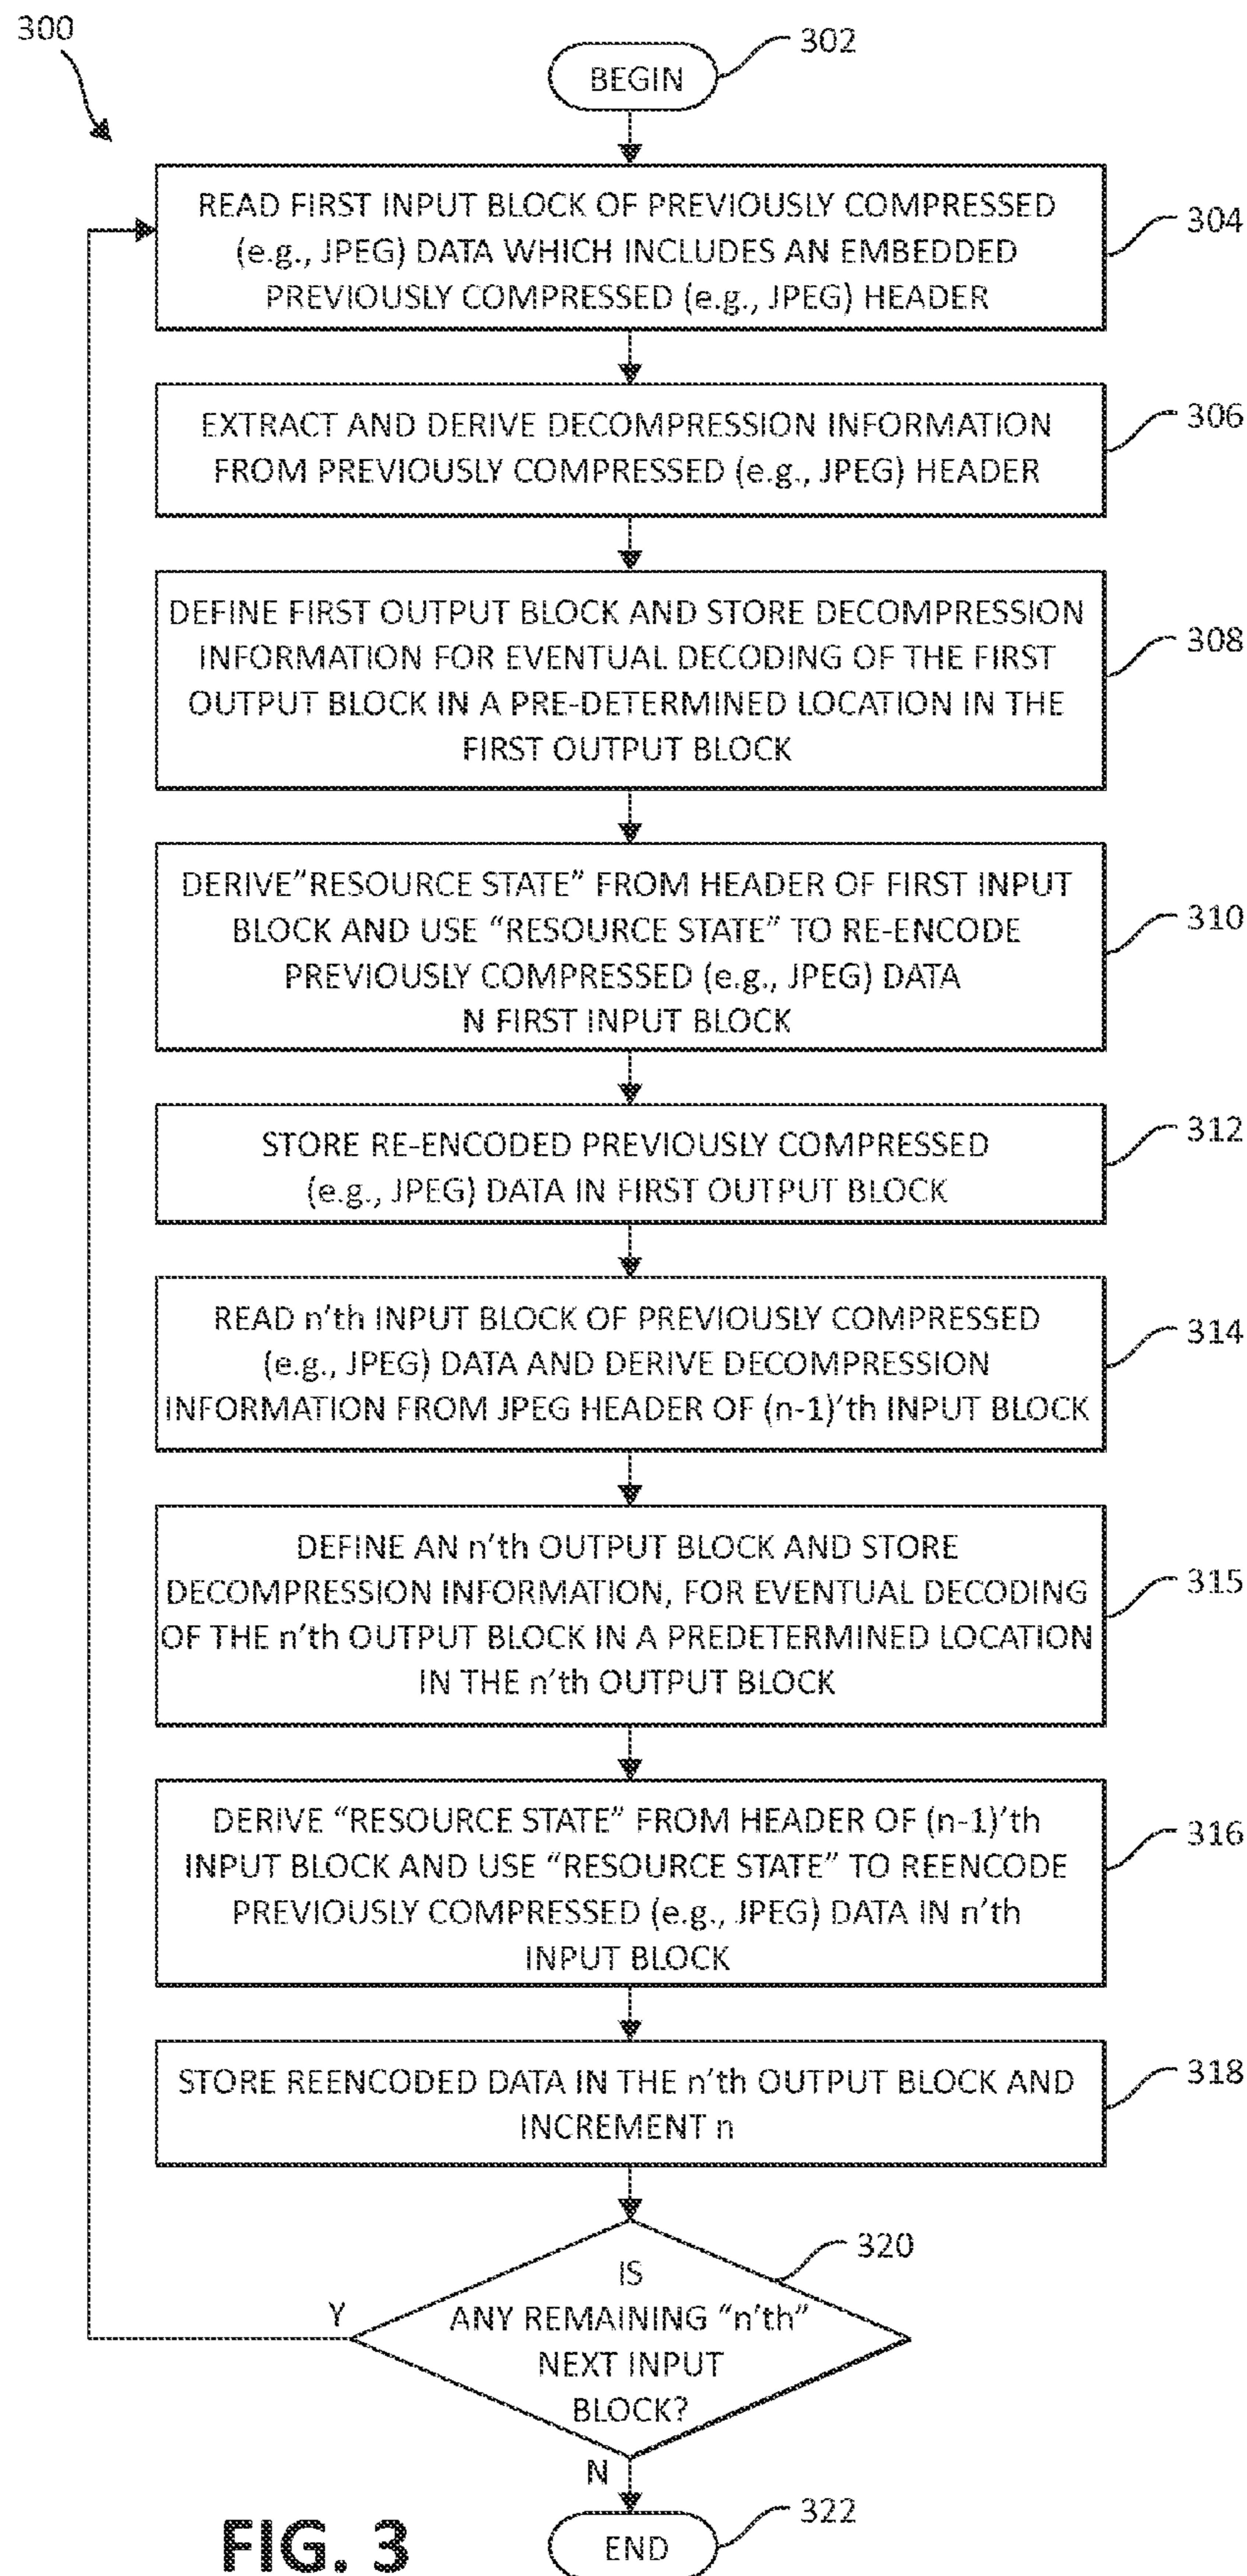 300
BEGIN
302
READ FIRST INPUT BLOCK OF PREVIOUSLY COMPRESSED
(e.g., JPEG) DATA WHICH INCLUDES AN EMBEDDED
PREVIOUSLY COMPRESSED (e.g., JPEG) HEADER
304
EXTRACT AND DERIVE DECOMPRESSION INFORMATION
FROM PREVIOUSLY COMPRESSED (e.g., JPEG) HEADER
306
DEFINE FIRST OUTPUT BLOCK AND STORE DECOMPRESSION
INFORMATION FOR EVENTUAL DECODING OF THE FIRST
OUTPUT BLOCK IN A PRE-DETERMINED LOCATION IN THE
FIRST OUTPUT BLOCK
308
DERIVE"RESOURCE STATE" FROM HEADER OF FIRST INPUT
BLOCK AND USE "RESOURCE STATE" TO RE-ENCODE
PREVIOUSLY COMPRESSED (e.g., JPEG) DATA
N FIRST INPUT BLOCK
310
STORE RE-ENCODED PREVIOUSLY COMPRESSED
(e.g., JPEG) DATA IN FIRST OUTPUT BLOCK
312
READ n'th INPUT BLOCK OF PREVIOUSLY COMPRESSED
(e.g., JPEG) DATA AND DERIVE DECOMPRESSION
INFORMATION FROM JPEG HEADER OF (n-1)'th INPUT BLOCK
314
DEFINE AN n'th OUTPUT BLOCK AND STORE
DECOMPRESSION INFORMATION, FOR EVENTUAL DECODING
OF THE n'th OUTPUT BLOCK IN A PREDETERMINED LOCATION
IN THE n'th OUTPUT BLOCK
315
DERIVE "RESOURCE STATE" FROM HEADER OF (n-1)'th
INPUT BLOCK AND USE "RESOURCE STATE" TO REENCODE
PREVIOUSLY COMPRESSED (e.g., JPEG) DATA IN n'th
INPUT BLOCK
316
STORE REENCODED DATA IN THE n'th OUTPUT BLOCK AND
INCREMENT n
318
IS
ANY REMAINING "n'th"
NEXT INPUT
BLOCK?
320
Y
N
END
322
FIG. 3